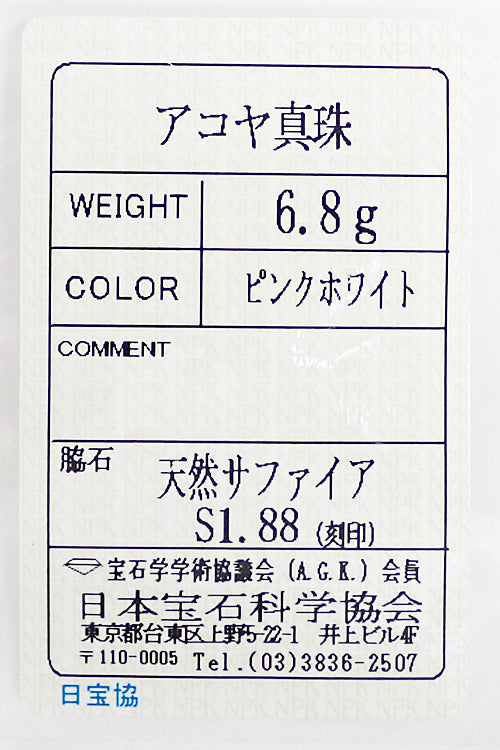 アコヤ真珠
WEIGHT 6.8g
COLOR ピンクホワイト
COMMENT
脇石 天然サファイア
S1.88 (刻印)
宝石学学術協議会 (A.G.K.) 会員
日本宝石科学協会
東京都台東区上野5-22-1 井上ビル4F
〒110-0005 Tel.(03)3836-2507
日宝協